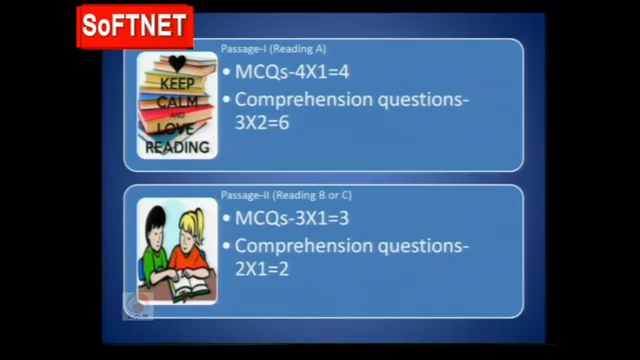 SoFTNET
Passage-I (Reading A)
• MCQs-4X1=4
• Comprehension questions-
3X2=6
KEEP
CALM
AND
LOVE
READING
Passage-II (Reading B or C)
• MCQs-3X1=3
• Comprehension questions-
2X1=2